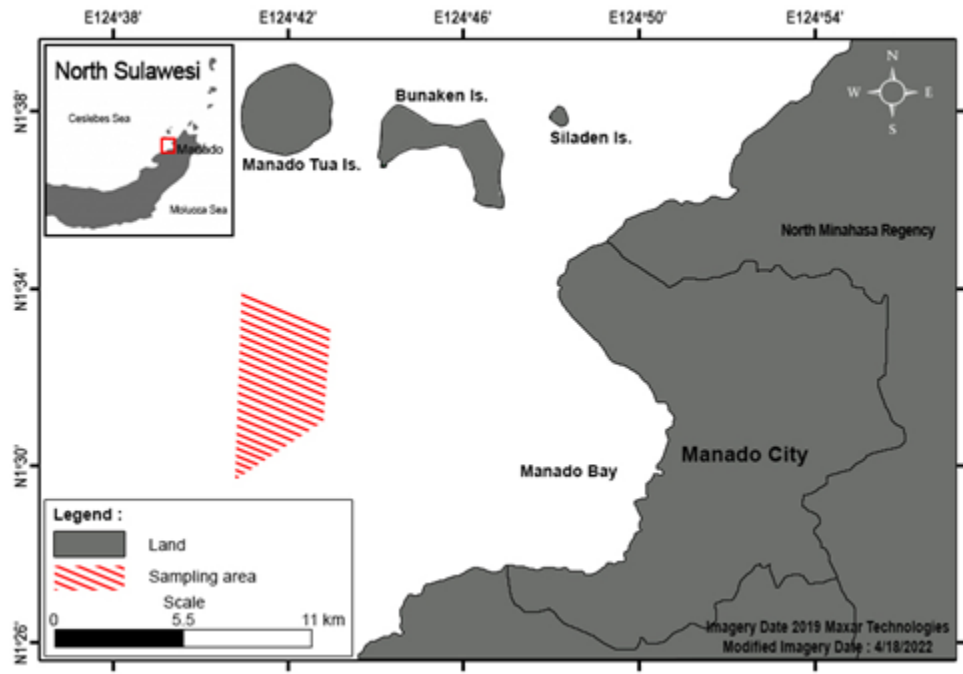 E124°38' E124°42' E124°46' E124°50' E124°54'
N1°38'
N1°34'
N1°30'
N1°26'
North Sulawesi
Ceslebes Sea
Manado
Molucca Sea
Manado Tua Is.
Bunaken Is.
Siladen Is.
N
W E
S
North Minahasa Regency
Manado City
Manado Bay
Legend :
Land
Sampling area
Scale
0 5.5 11 km
Imagery Date 2019 Maxar Technologies
Modified Imagery Date : 4/18/2022